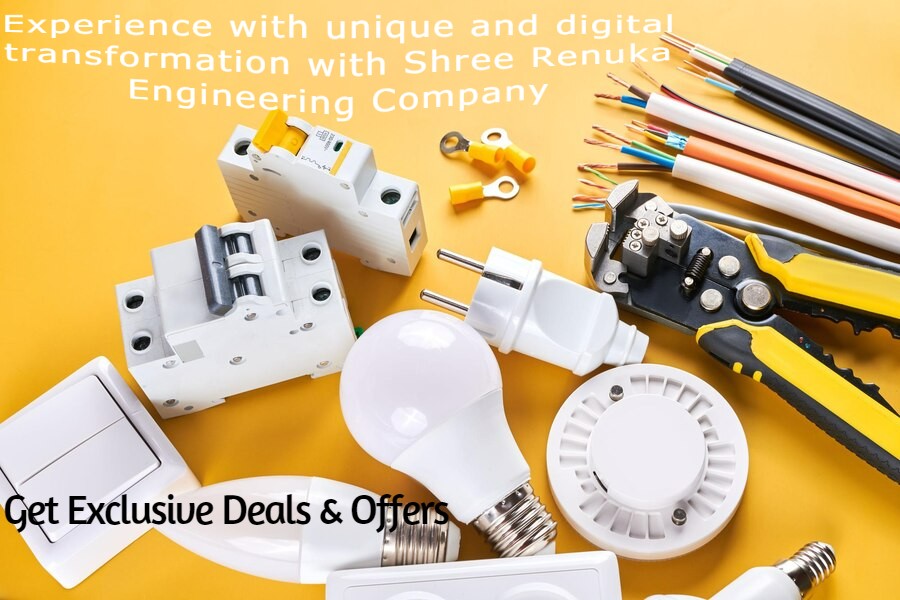 Experience with unique and digital
transformation with Shree Renuka
Engineering Company
Get Exclusive Deals & Offers